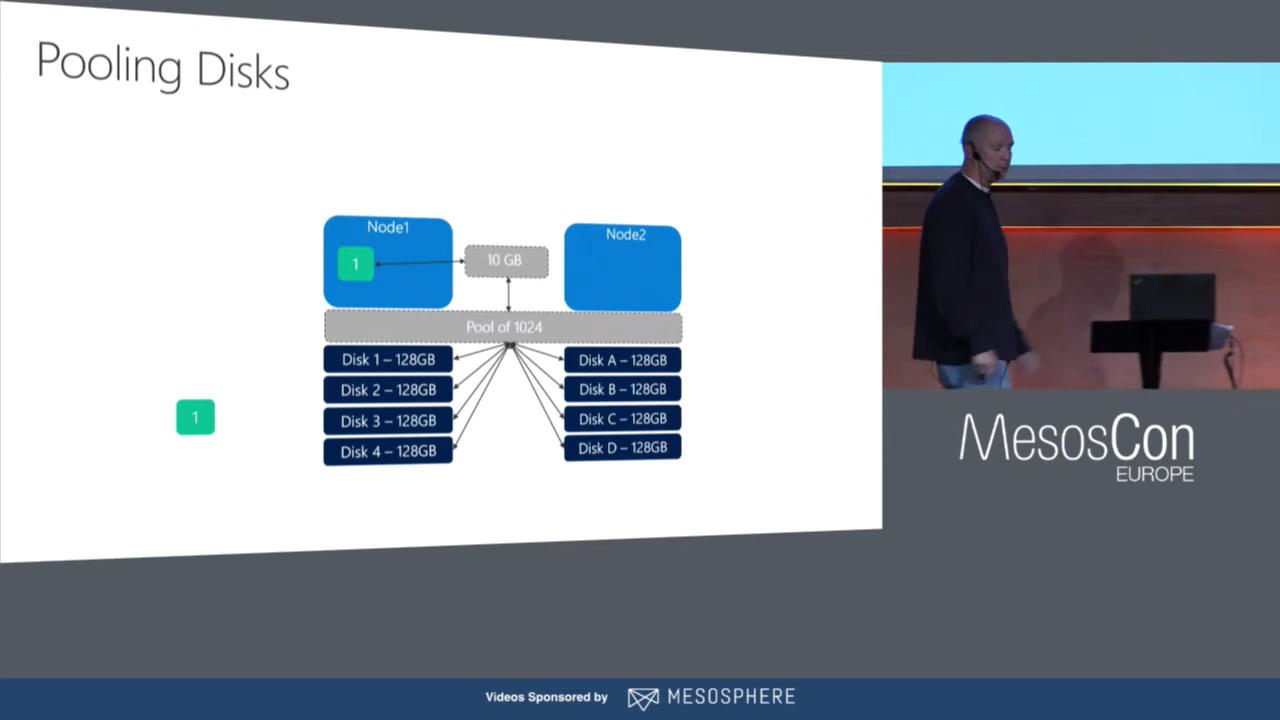 Pooling Disks
Node1
1
10 GB
Node2
Pool of 1024
Disk 1 – 128GB
Disk A – 128GB
Disk 2 – 128GB
Disk B – 128GB
Disk 3 – 128GB
Disk C – 128GB
Disk 4 – 128GB
Disk D – 128GB
1
MesosCon
EUROPE
Videos Sponsored by
MESOSPHERE